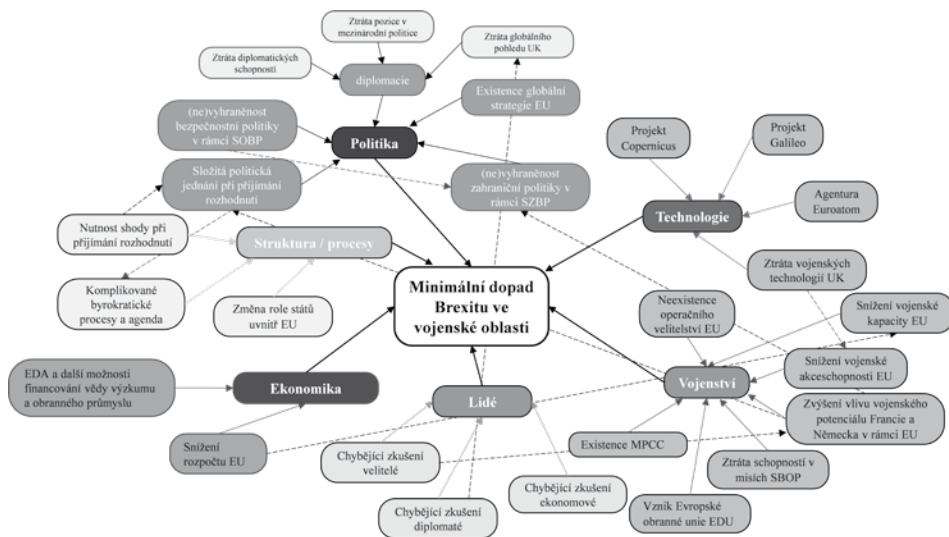 Ztráta pozice v
mezinárodní politice
Ztráta diplomatických
schopností
Ztráta globálního
pohledu UK
diplomacie
Existence globální
strategie EU
(ne)vyhraněnost
bezpečnostní politiky
v rámci SOBP
Politika
Složitá politická
jednání při přijímání
rozhodnutí
(ne)vyhraněnost
zahraniční politiky v
rámci SZBP
Projekt
Copernicus
Projekt
Galileo
Agentura
Euroatom
Technologie
Nutnost shody při
přijímání rozhodnutí
Struktura / procesy
Komplikované
byrokratické
procesy a agenda
Změna role států
uvnitř EU
Minimální dopad
Brexitu ve
vojenské oblasti
Ztráta vojenských
technologií UK
Neexistence
operačního
velitelství EU
Snížení vojenské
kapacity EU
Snížení vojenské
akceschopnosti EU
EDA a další možnosti
financování vědy výzkumu
a obranného průmyslu
Ekonomika
Lidé
Vojenství
Zvýšení vlivu vojenského
potenciálu Francie a
Německa v rámci EU
Snížení
rozpočtu EU
Chybějící zkušení
velitelé
Existence MPCC
Ztráta schopností v
misích SBOP
Chybějící zkušení
diplomaté
Chybějící zkušení
ekonomové
Vznik Evropské
obranné unie EDU